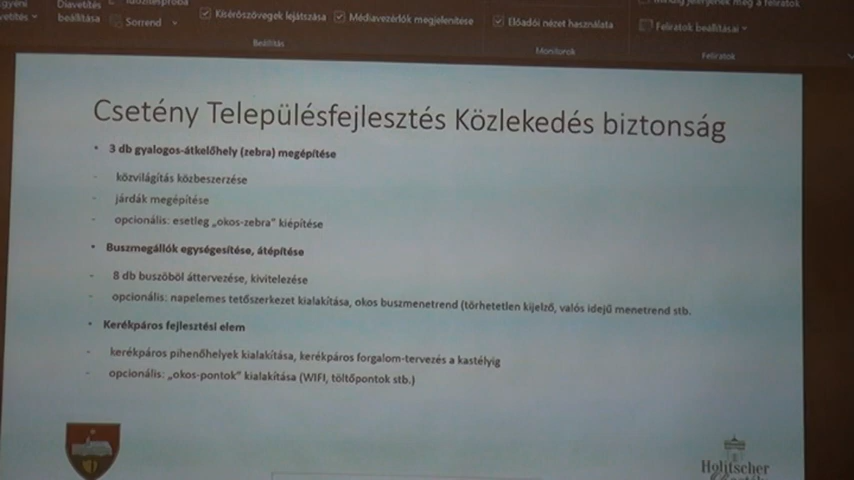 Diavetítés
beállítása
Sorrend
Kísérőszövegek lejátszása
Médiavezérlők megjelenítése
Előadói nézet használata
Feliratok beállításai
Beállítás
Monitorok
Feliratok
Csetény Településfejlesztés Közlekedés biztonság
• 3 db gyalogos-átkelőhely (zebra) megépítése
- közvilágítás közbeszerzése
- járdák megépítése
- opcionális: esetleg „okos-zebra” kiépítése
• Buszmegállók egységesítése, átépítése
- 8 db buszöböl áttervezése, kivitelezése
- opcionális: napelemes tetőszerkezet kialakítása, okos buszmenetrend (törhetetlen kijelző, valós idejű menetrend stb.
• Kerékpáros fejlesztési elem
- kerékpáros pihenőhelyek kialakítása, kerékpáros forgalom-tervezés a kastélyig
- opcionális: „okos-pontok” kialakítása (WIFI, töltőpontok stb.)
Holitscher